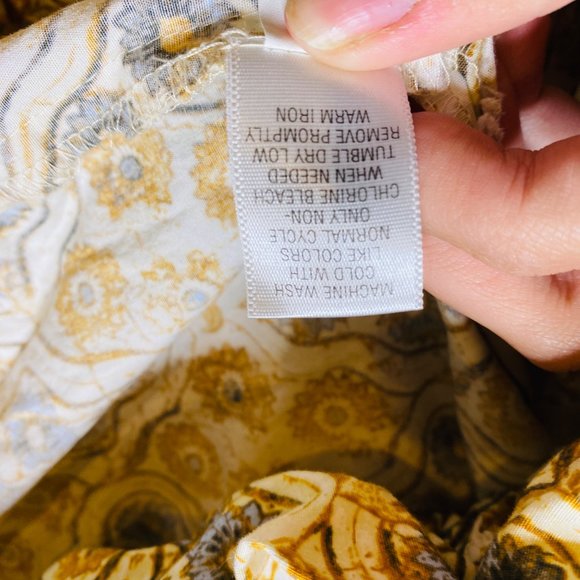 MACHINE WASH
COLD WITH
LIKE COLORS
NORMAL CYCLE
ONLY NON-
CHLORINE BLEACH
WHEN NEEDED
TUMBLE DRY LOW
REMOVE PROMPTLY
WARM IRON